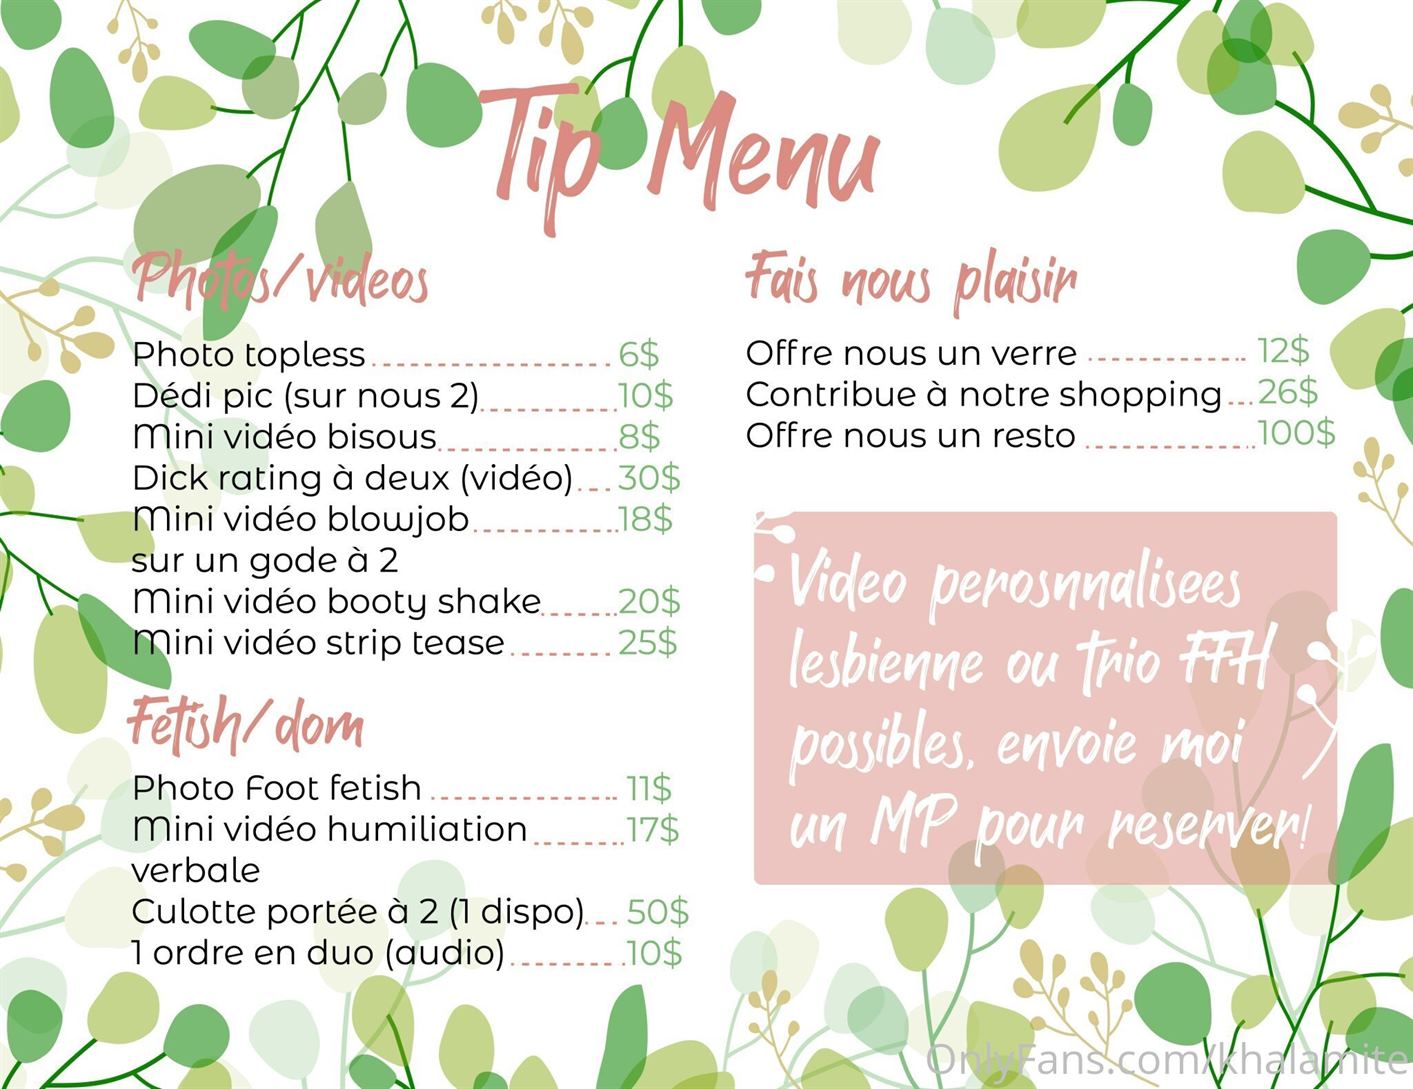 Tip Menu
Photos/videos
Photo topless 6$
Dédi pic (sur nous 2) 10$
Mini vidéo bisous 8$
Dick rating à deux (vidéo) 30$
Mini vidéo blowjob 18$
sur un gode à 2
Mini vidéo booty shake 20$
Mini vidéo strip tease 25$
Fetish/dom
Photo Foot fetish 11$
Mini vidéo humiliation 17$
verbale
Culotte portée à 2 (1 dispo) 50$
1 ordre en duo (audio) 10$
Fais nous plaisir
Offre nous un verre 12$
Contribue à notre shopping 26$
Offre nous un resto 100$
Video perosnnalisees
lesbienne ou trio FFH
possibles, envoie moi
un MP pour reserver!
OnlyFans.com/khalamite